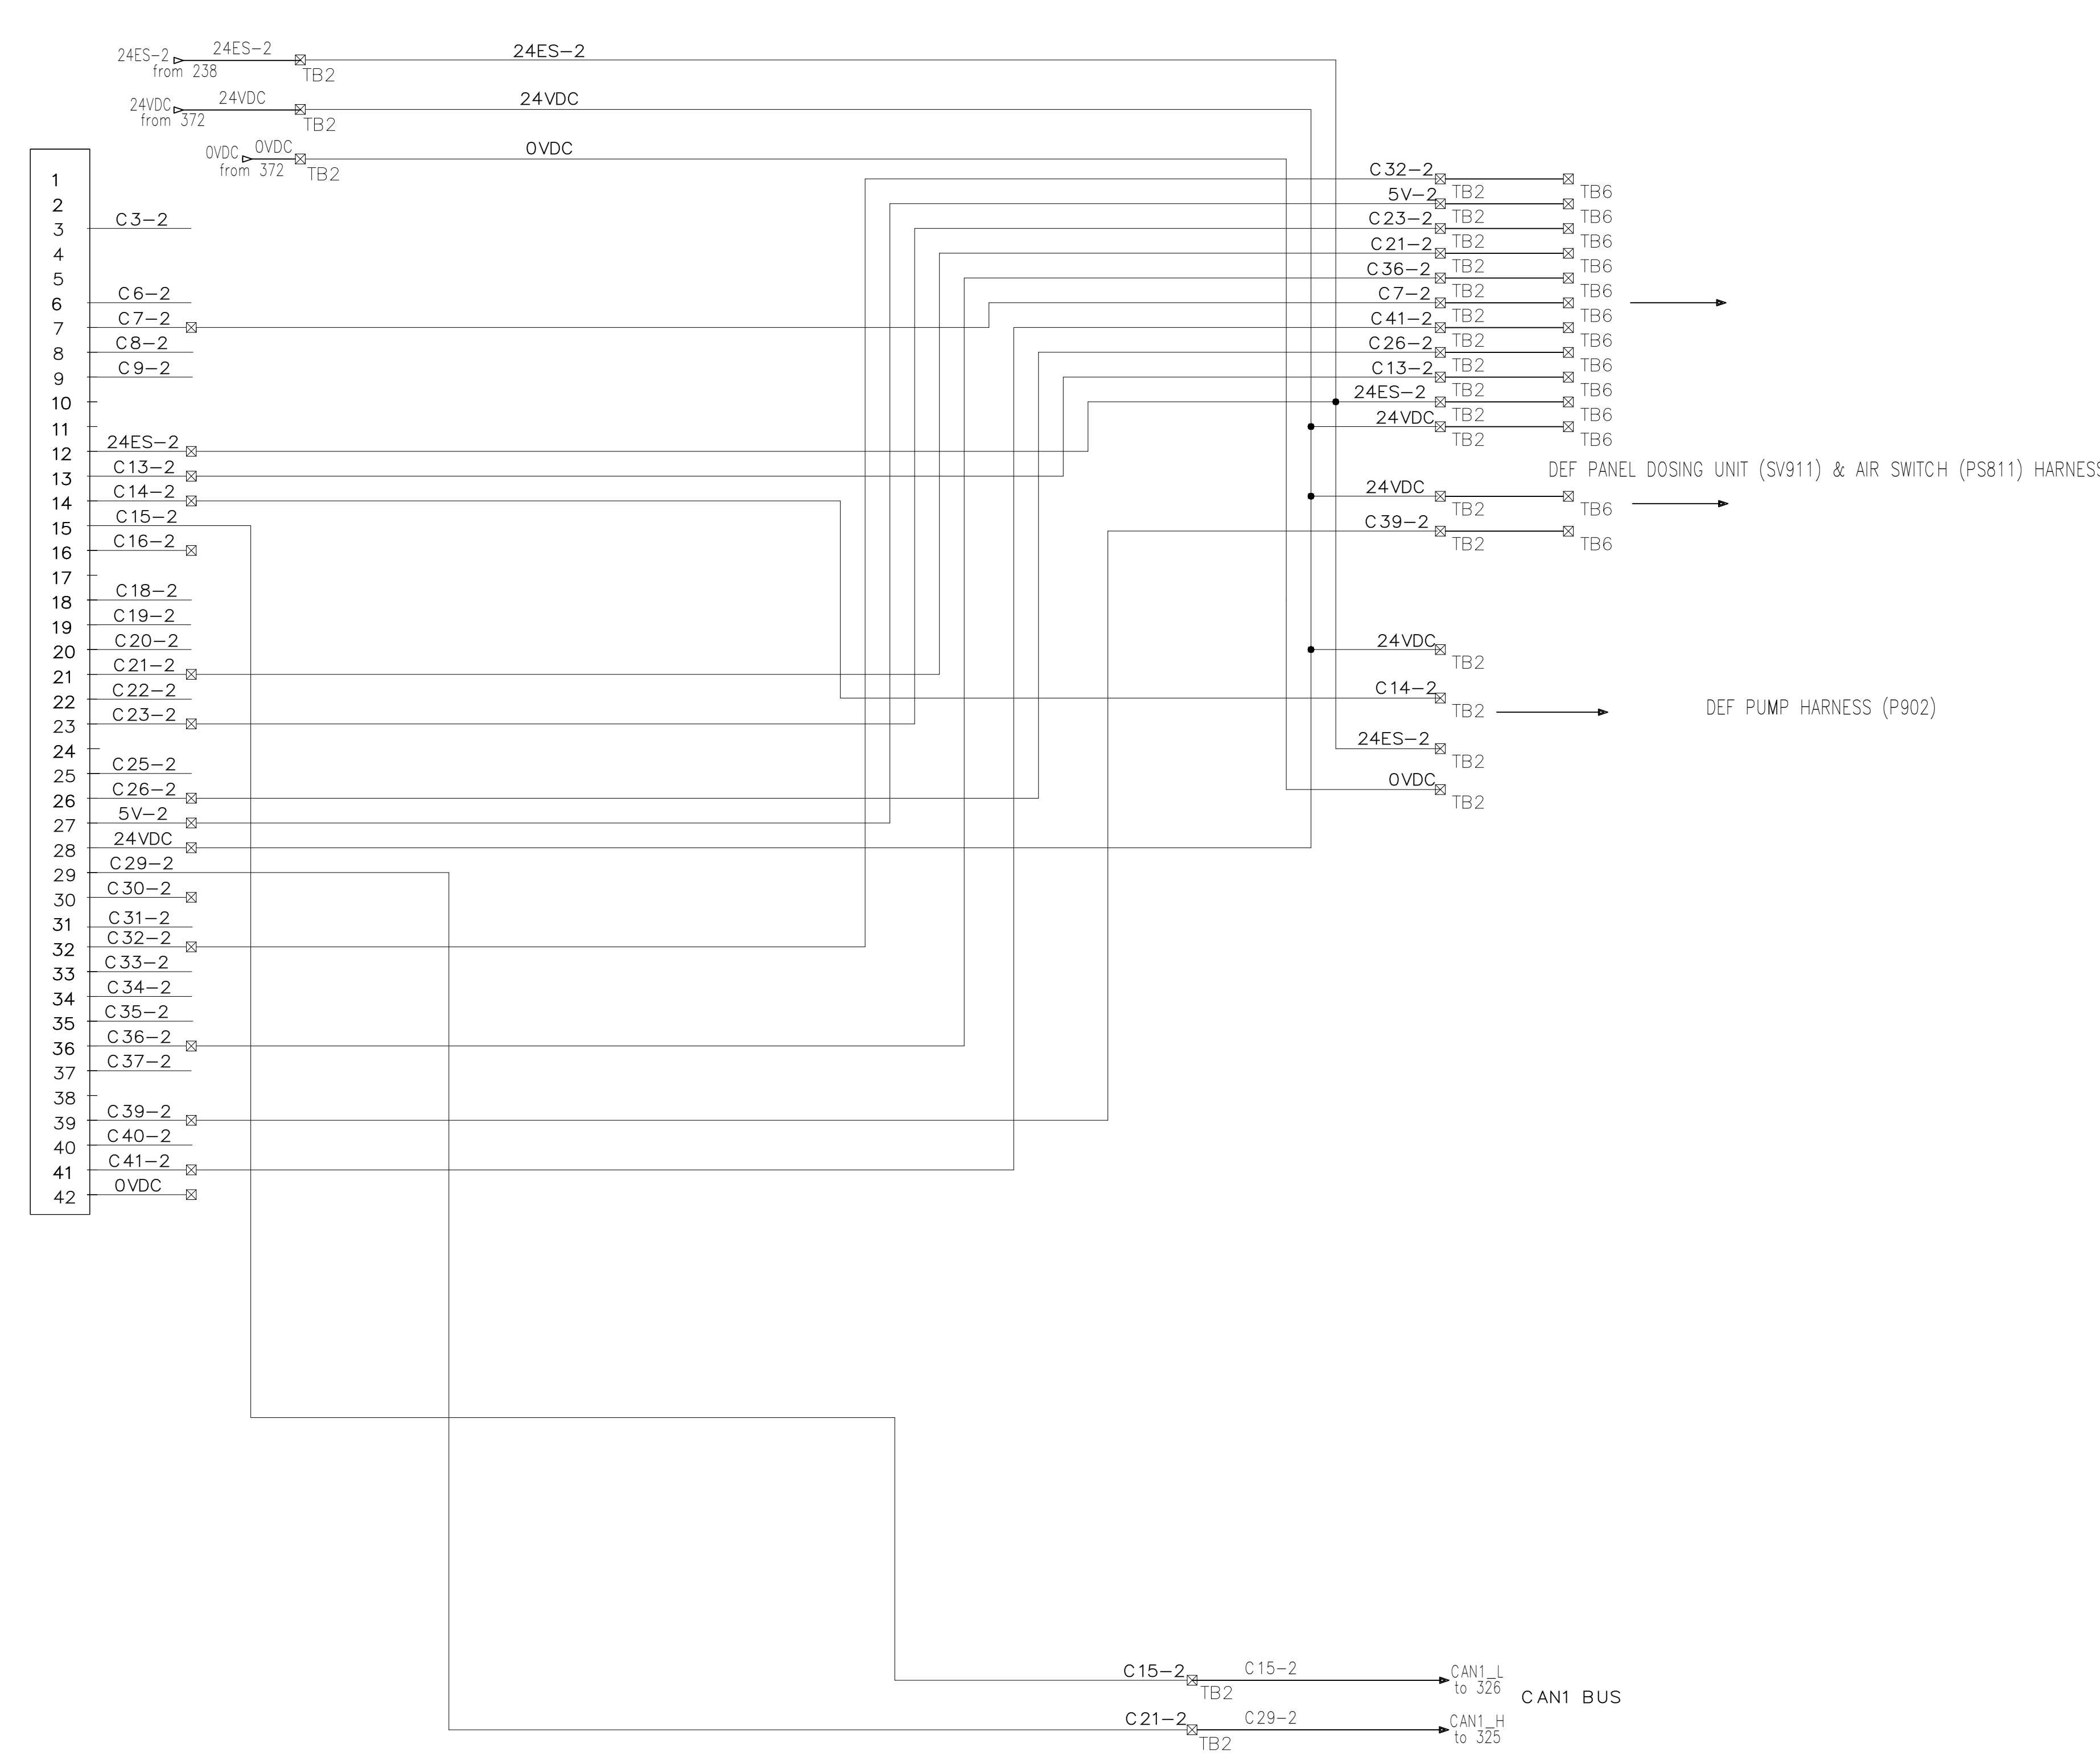 24ES-2 24ES-2 24ES-2
from 238 TB2
24VDC 24VDC 24VDC
from 372 TB2
0VDC 0VDC 0VDC
from 372 TB2
1
2
3 C3-2
4
5
6 C6-2
7 C7-2
8 C8-2
9 C9-2
10
11
12 24ES-2
13 C13-2
14 C14-2
15 C15-2
16 C16-2
17
18 C18-2
19 C19-2
20 C20-2
21 C21-2
22 C22-2
23 C23-2
24
25 C25-2
26 C26-2
27 5V-2
28 24VDC
29 C29-2
30 C30-2
31 C31-2
32 C32-2
33 C33-2
34 C34-2
35 C35-2
36 C36-2
37 C37-2
38
39 C39-2
40 C40-2
41 C41-2
42 0VDC
C32-2 TB2 TB6
5V-2 TB2 TB6
C23-2 TB2 TB6
C21-2 TB2 TB6
C36-2 TB2 TB6
C7-2 TB2 TB6
C41-2 TB2 TB6
C26-2 TB2 TB6
C13-2 TB2 TB6
24ES-2 TB2 TB6
24VDC TB2 TB6
DEF PANEL DOSING UNIT (SV911) & AIR SWITCH (PS811) HARNESS
24VDC TB2 TB6
C39-2 TB2 TB6
24VDC TB2
C14-2 TB2
DEF PUMP HARNESS (P902)
24ES-2 TB2
0VDC TB2
C15-2 TB2 C15-2 CAN1_L
to 326
CAN1 BUS
C21-2 TB2 C29-2 CAN1_H
to 325